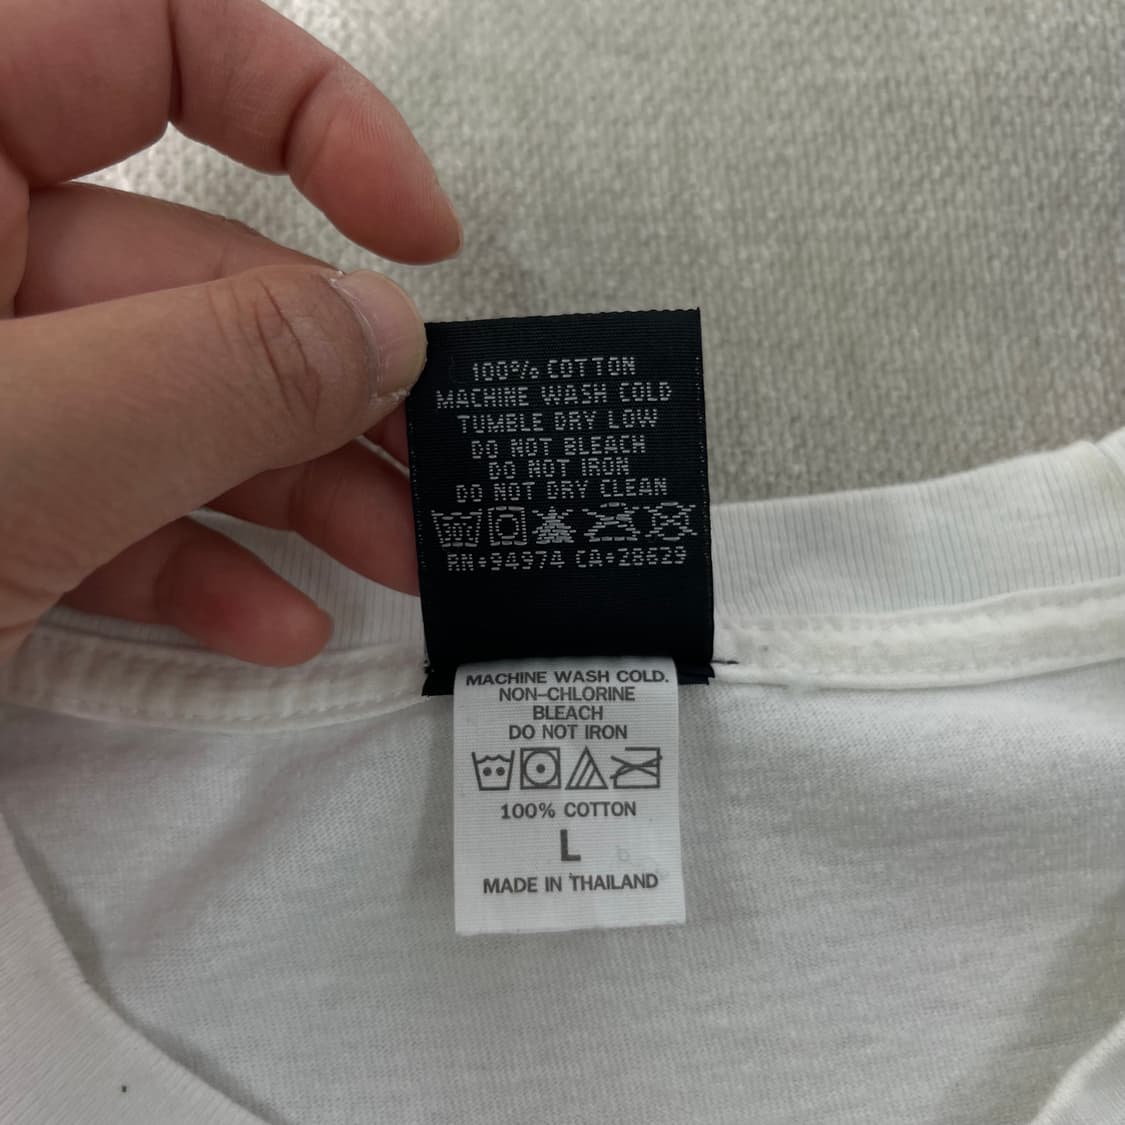 100% COTTON
MACHINE WASH COLD
TUMBLE DRY LOW
DO NOT BLEACH
DO NOT IRON
DO NOT DRY CLEAN
RN*94974 CA*28629
MACHINE WASH COLD.
NON-CHLORINE
BLEACH
DO NOT IRON
100% COTTON
L
MADE IN THAILAND